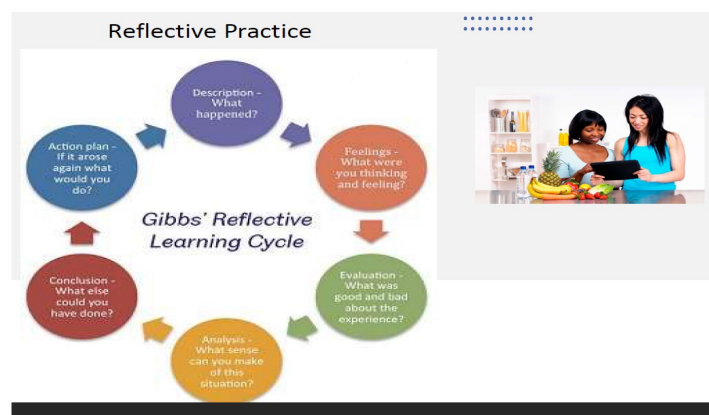 Reflective Practice
Description -
What
happened?
Feelings -
What were
you thinking
and feeling?
Evaluation -
What was
good and bad
about the
experience?
Analysis -
What sense
can you make
of this
situation?
Conclusion -
What else
could you
have done?
Action plan -
If it arose
again what
would you
do?
Gibbs' Reflective
Learning Cycle